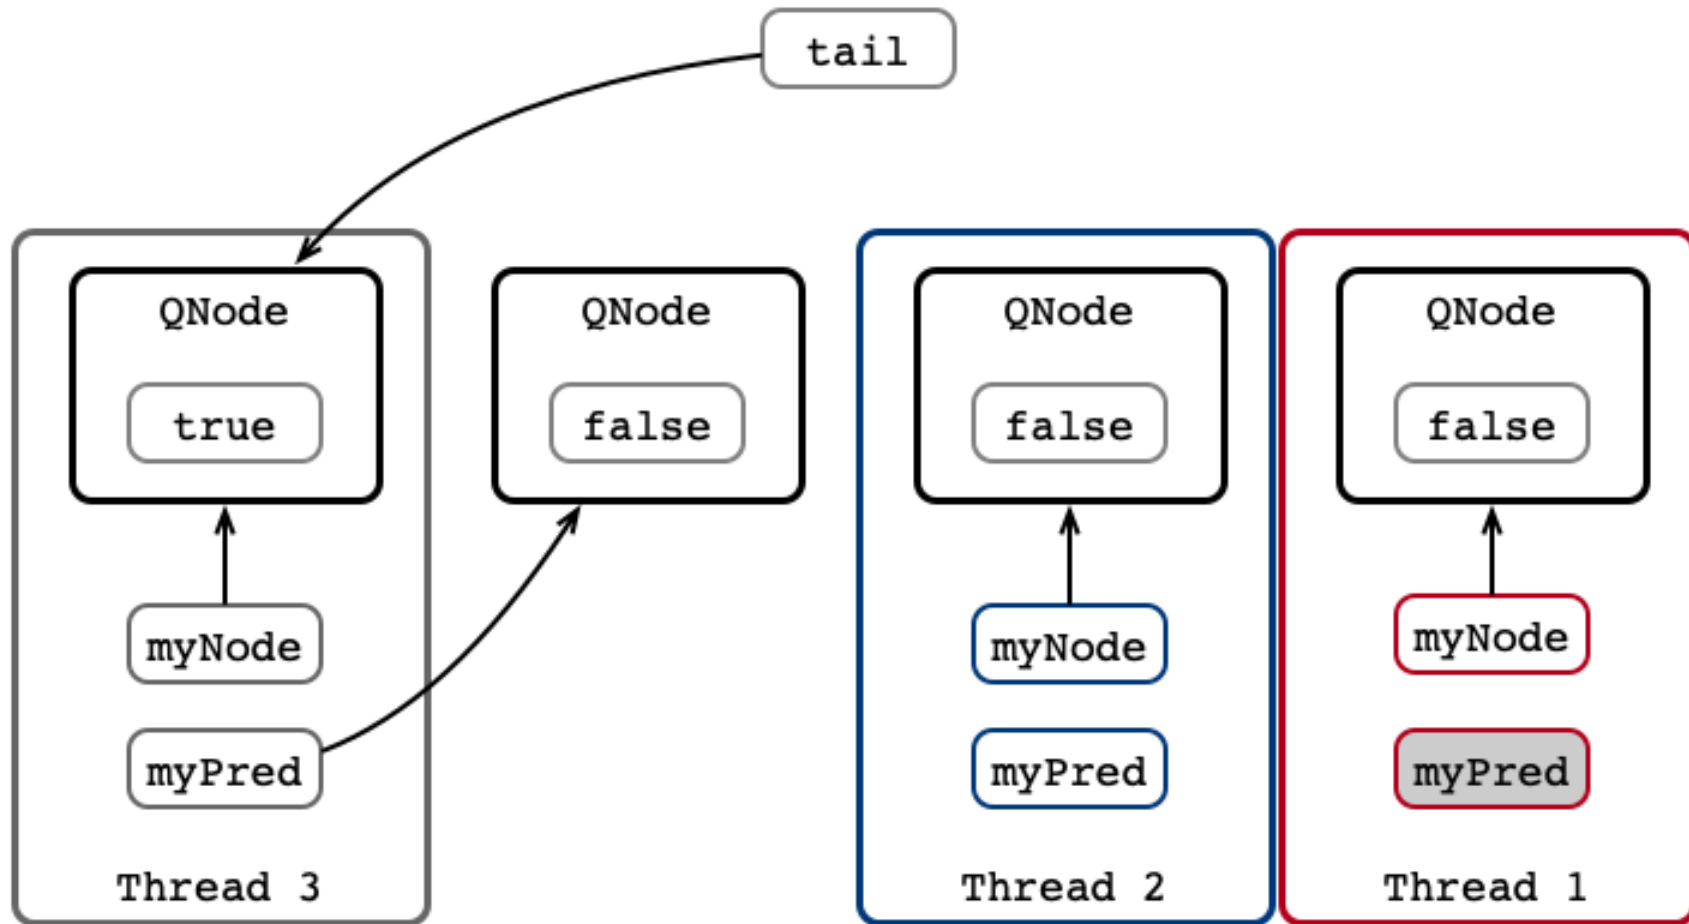 tail
QNode
true
myNode
myPred
Thread 3
QNode
false
QNode
false
myNode
myPred
Thread 2
QNode
false
myNode
myPred
Thread 1